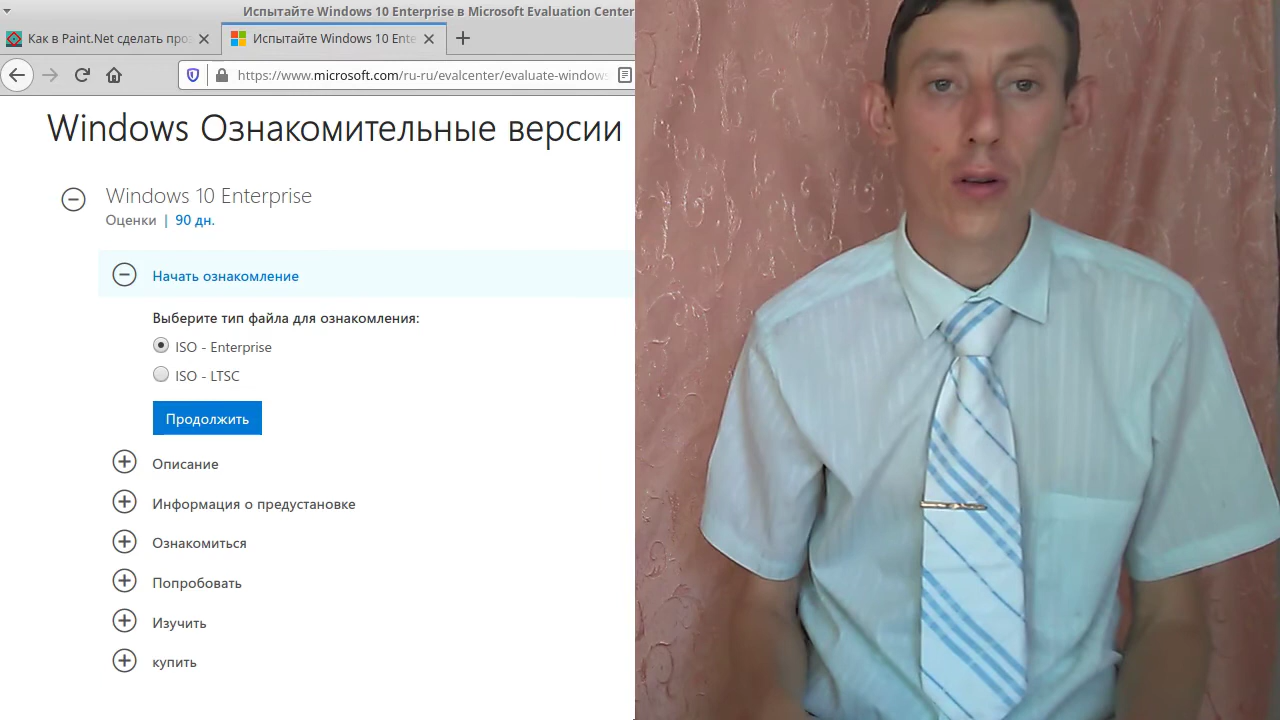 Испытайте Windows 10 Enterprise в Microsoft Evaluation Center
Как в Paint.Net сделать про
Испытайте Windows 10 Ente
https://www.microsoft.com/ru-ru/evalcenter/evaluate-windows
Windows Ознакомительные версии
Windows 10 Enterprise
Оценки | 90 дн.
Начать ознакомление
Выберите тип файла для ознакомления:
ISO - Enterprise
ISO - LTSC
Продолжить
Описание
Информация о предустановке
Ознакомиться
Попробовать
Изучить
купить